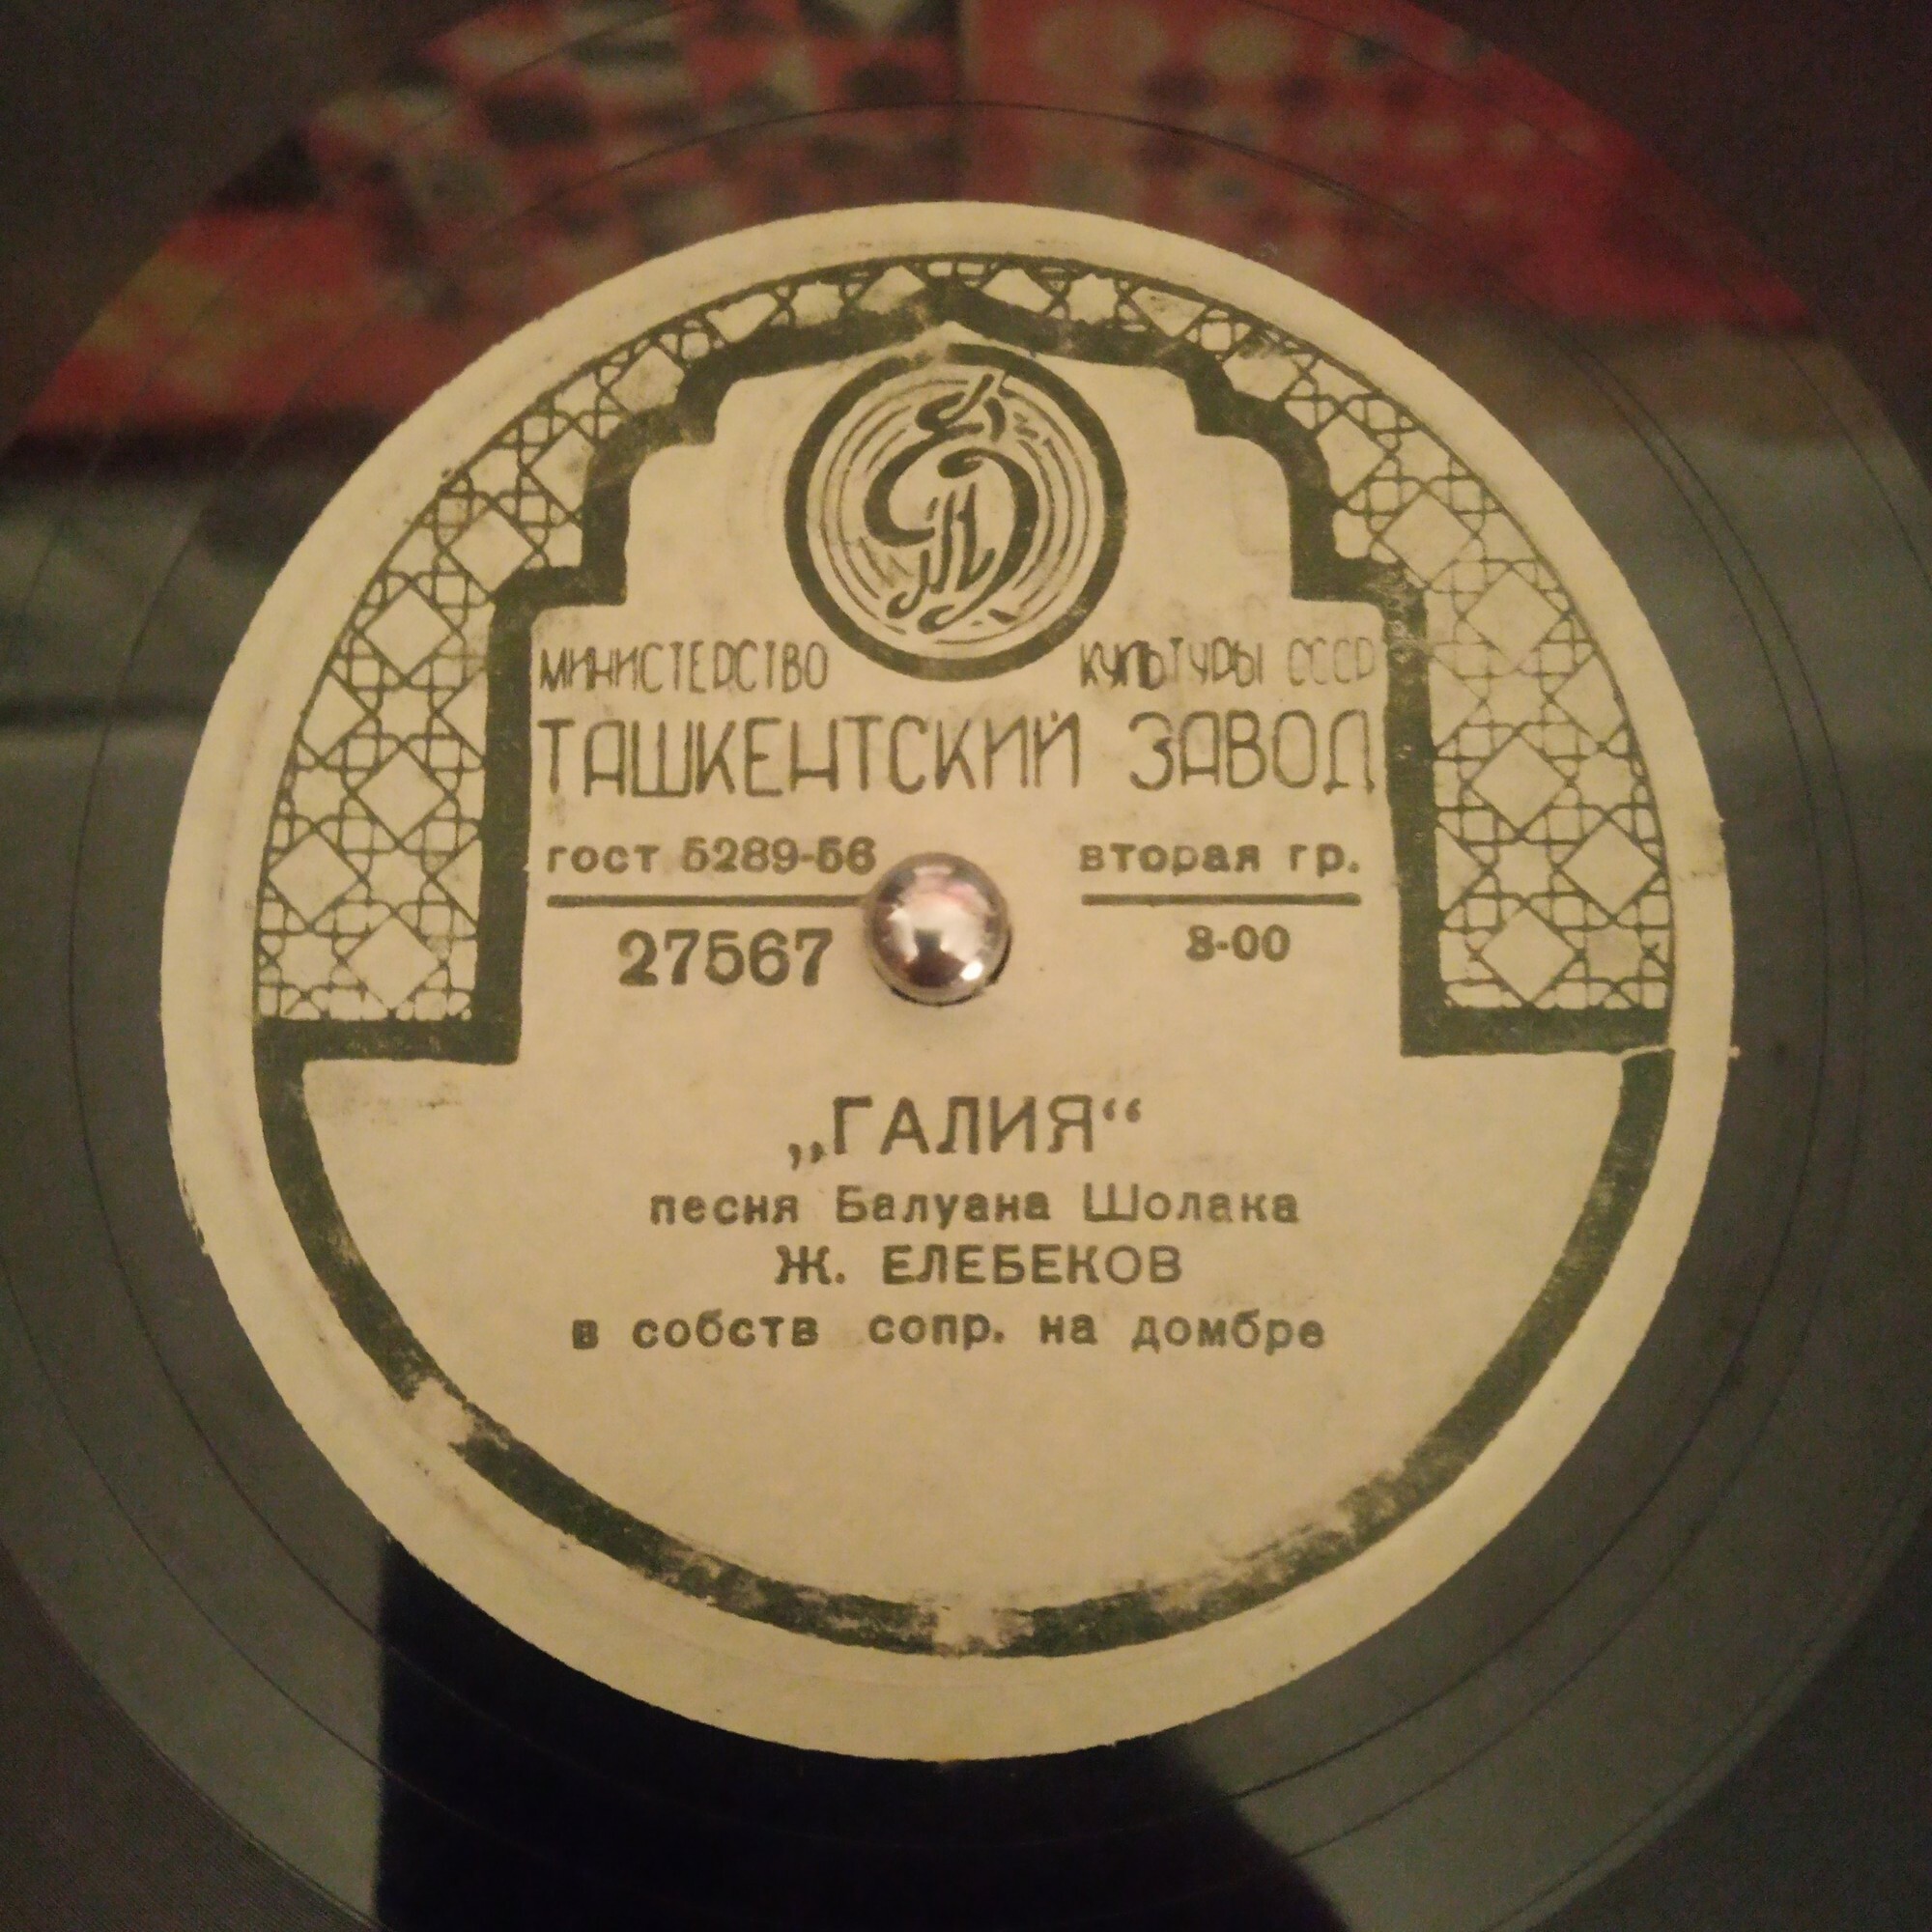 МИНИСТЕРСТВО КУЛЬТУРЫ СССР
ТАШКЕНТСКИЙ ЗАВОД
гост 5289-56 вторая гр.
27567 8-00
„ГАЛИЯ“
песня Балуана Шолака
Ж. ЕЛЕБЕКОВ
в собств сопр. на домбре